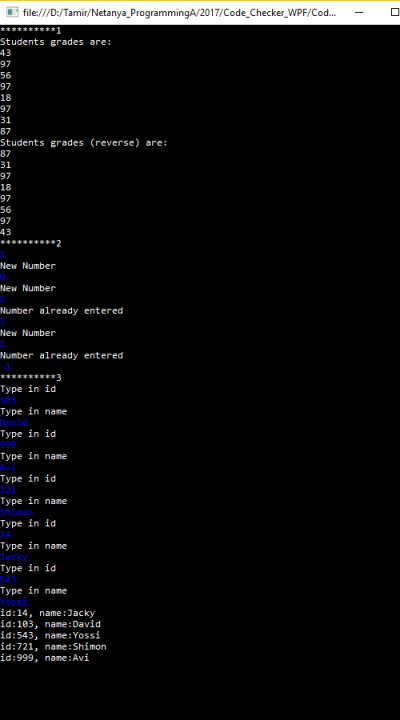 file:///D:/Tamir/Netanya_ProgrammingA/2017/Code_Checker_WPF/Cod...
**********1
Students grades are:
43
97
56
97
18
97
31
87
Students grades (reverse) are:
87
31
97
18
97
56
97
43
**********2
2
New Number
0
New Number
2
Number already entered
3
New Number
2
Number already entered
-1
**********3
Type in id
103
Type in name
David
Type in id
999
Type in name
Avi
Type in id
721
Type in name
Shimon
Type in id
14
Type in name
Jacky
Type in id
543
Type in name
Yossi
id:14, name:Jacky
id:103, name:David
id:543, name:Yossi
id:721, name:Shimon
id:999, name:Avi